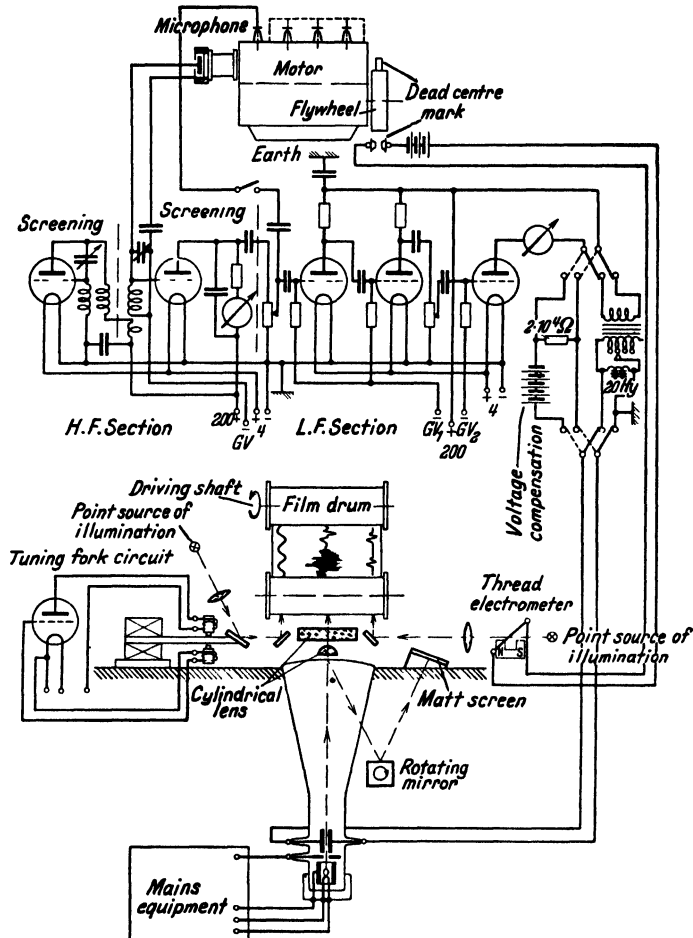 Microphone
Motor
Flywheel
Dead centre
mark
Earth
Screening
Screening
2·10⁴Ω
20Hy
200
+
GV
-
4
+
-
GV₁
-
+
200
GV₂
-
+
4
-
H.F. Section
L.F. Section
Voltage
compensation
Driving shaft
Film drum
Point source of
illumination
Tuning fork circuit
Thread
electrometer
N S
Point source of
illumination
Cylindrical
lens
Matt screen
Rotating
mirror
Mains
equipment